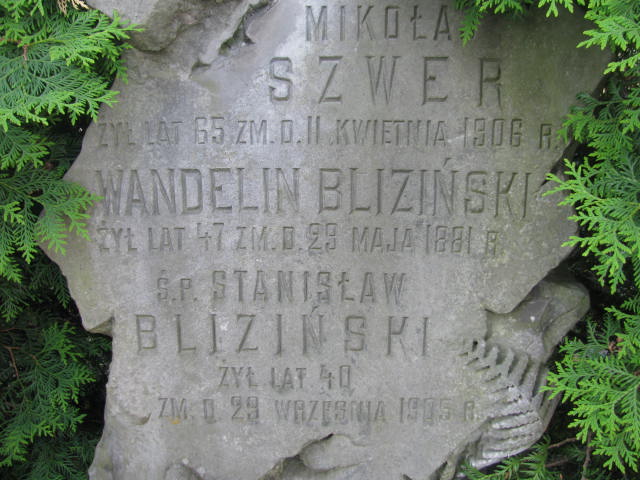 MIKOŁAJ
SZWER
ŻYŁ LAT 65 ZM. D. 11 KWIETNIA 1906 R.
WANDELIN BLIZIŃSKI
ŻYŁ LAT 47 ZM. D. 29 MAJA 1881 R.
Ś.P. STANISŁAW
BLIZIŃSKI
ŻYŁ LAT 40
ZM. D. 29 WRZEŚNIA 1905 R.